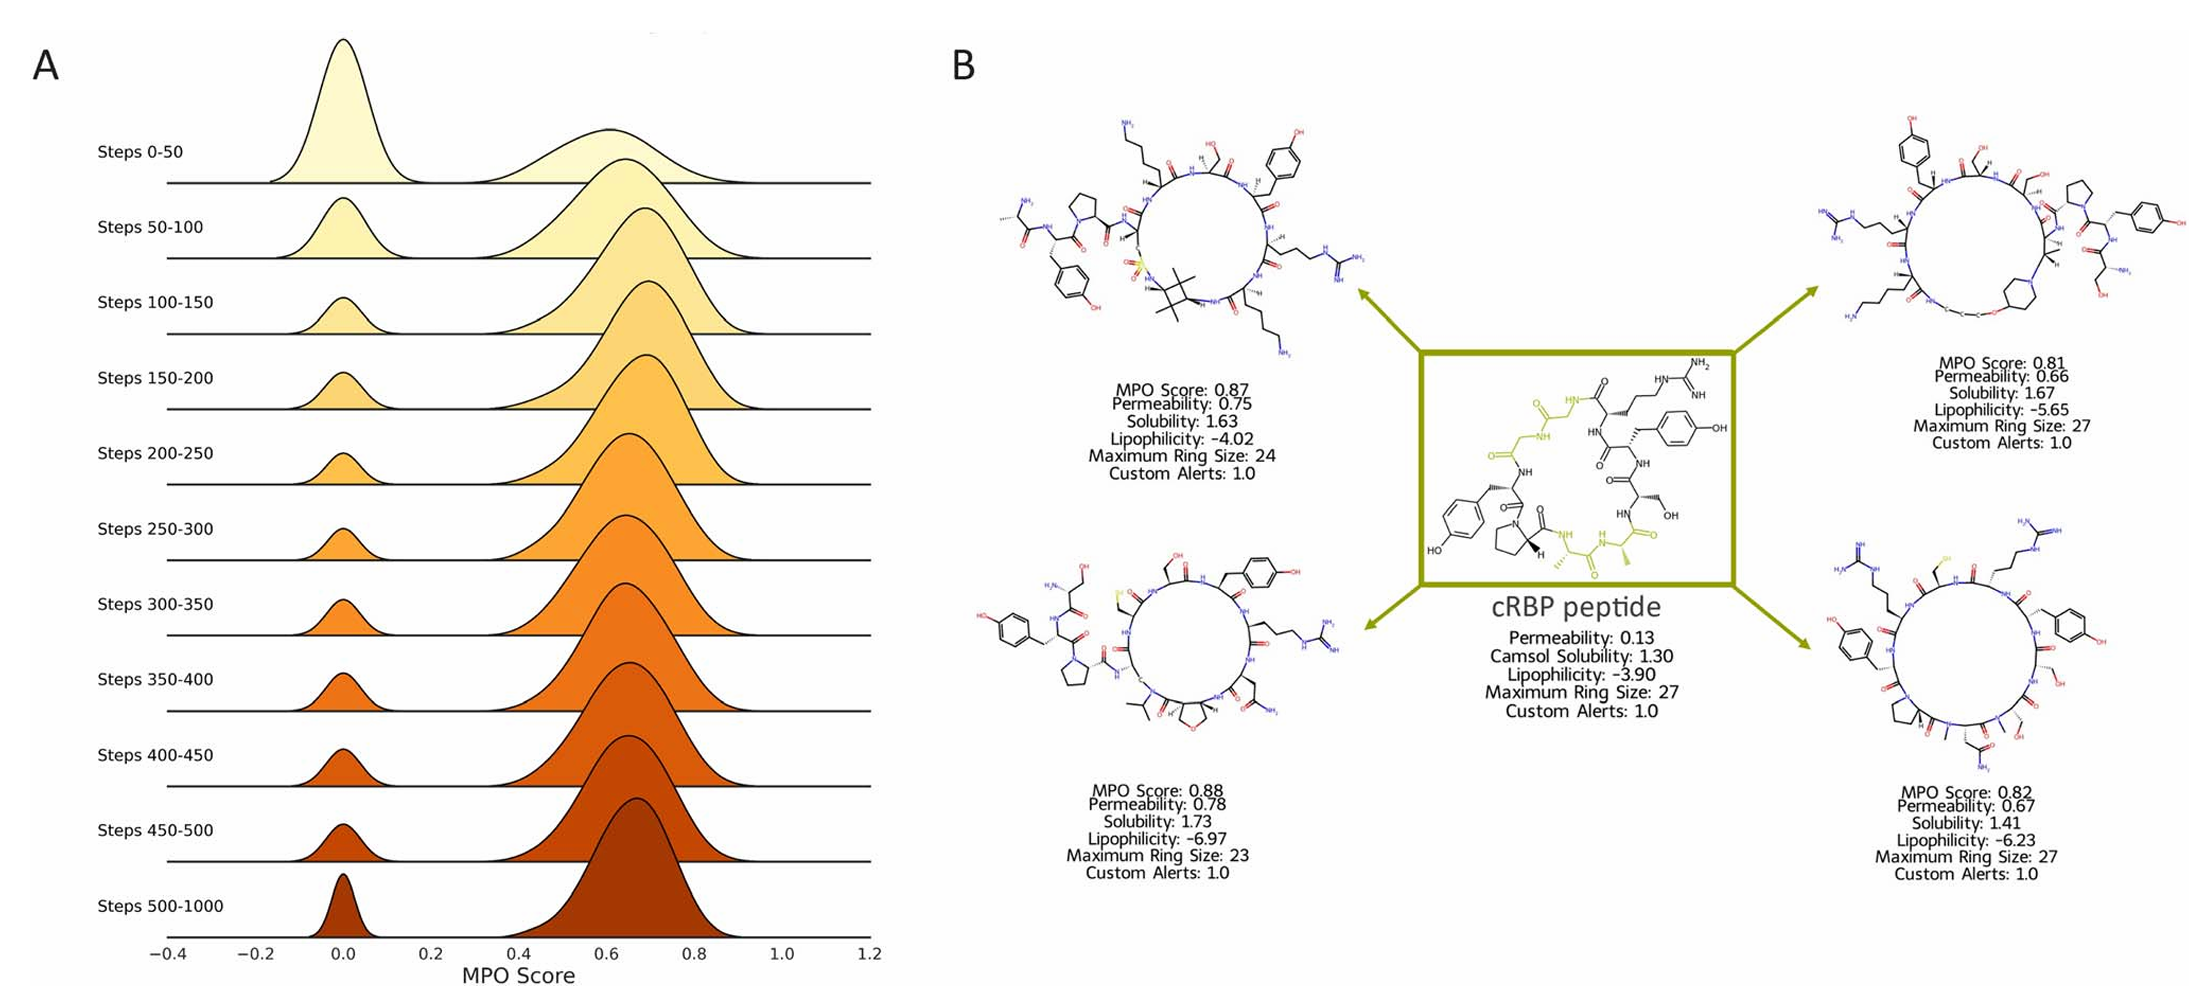 A
B
Steps 0-50
Steps 50-100
Steps 100-150
Steps 150-200
Steps 200-250
Steps 250-300
Steps 300-350
Steps 350-400
Steps 400-450
Steps 450-500
Steps 500-1000
−0.4 −0.2 0.0 0.2 0.4 0.6 0.8 1.0 1.2
MPO Score
MPO Score: 0.87
Permeability: 0.75
Solubility: 1.63
Lipophilicity: −4.02
Maximum Ring Size: 24
Custom Alerts: 1.0
MPO Score: 0.81
Permeability: 0.66
Solubility: 1.67
Lipophilicity: −5.65
Maximum Ring Size: 27
Custom Alerts: 1.0
cRBP peptide
Permeability: 0.13
Camsol Solubility: 1.30
Lipophilicity: −3.90
Maximum Ring Size: 27
Custom Alerts: 1.0
MPO Score: 0.88
Permeability: 0.78
Solubility: 1.73
Lipophilicity: −6.97
Maximum Ring Size: 23
Custom Alerts: 1.0
MPO Score: 0.82
Permeability: 0.67
Solubility: 1.41
Lipophilicity: −6.23
Maximum Ring Size: 27
Custom Alerts: 1.0